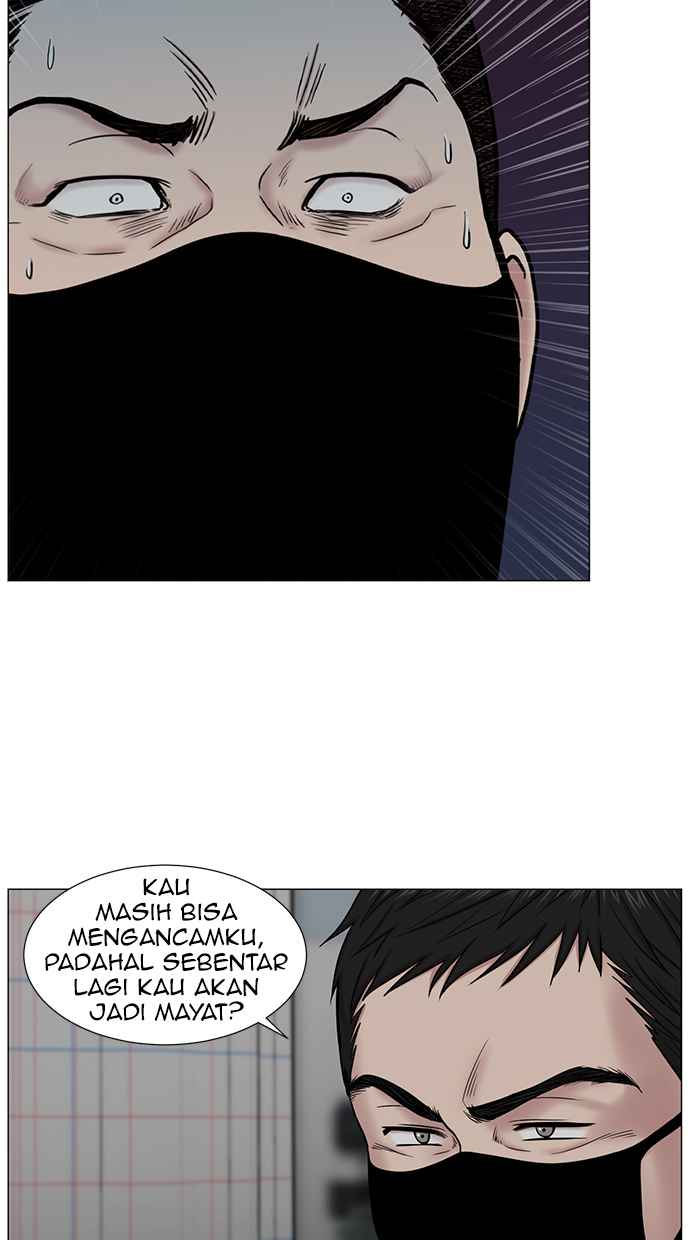 KAU
MASIH BISA
MENGANCAMKU,
PADAHAL SEBENTAR
LAGI KAU AKAN
JADI MAYAT?